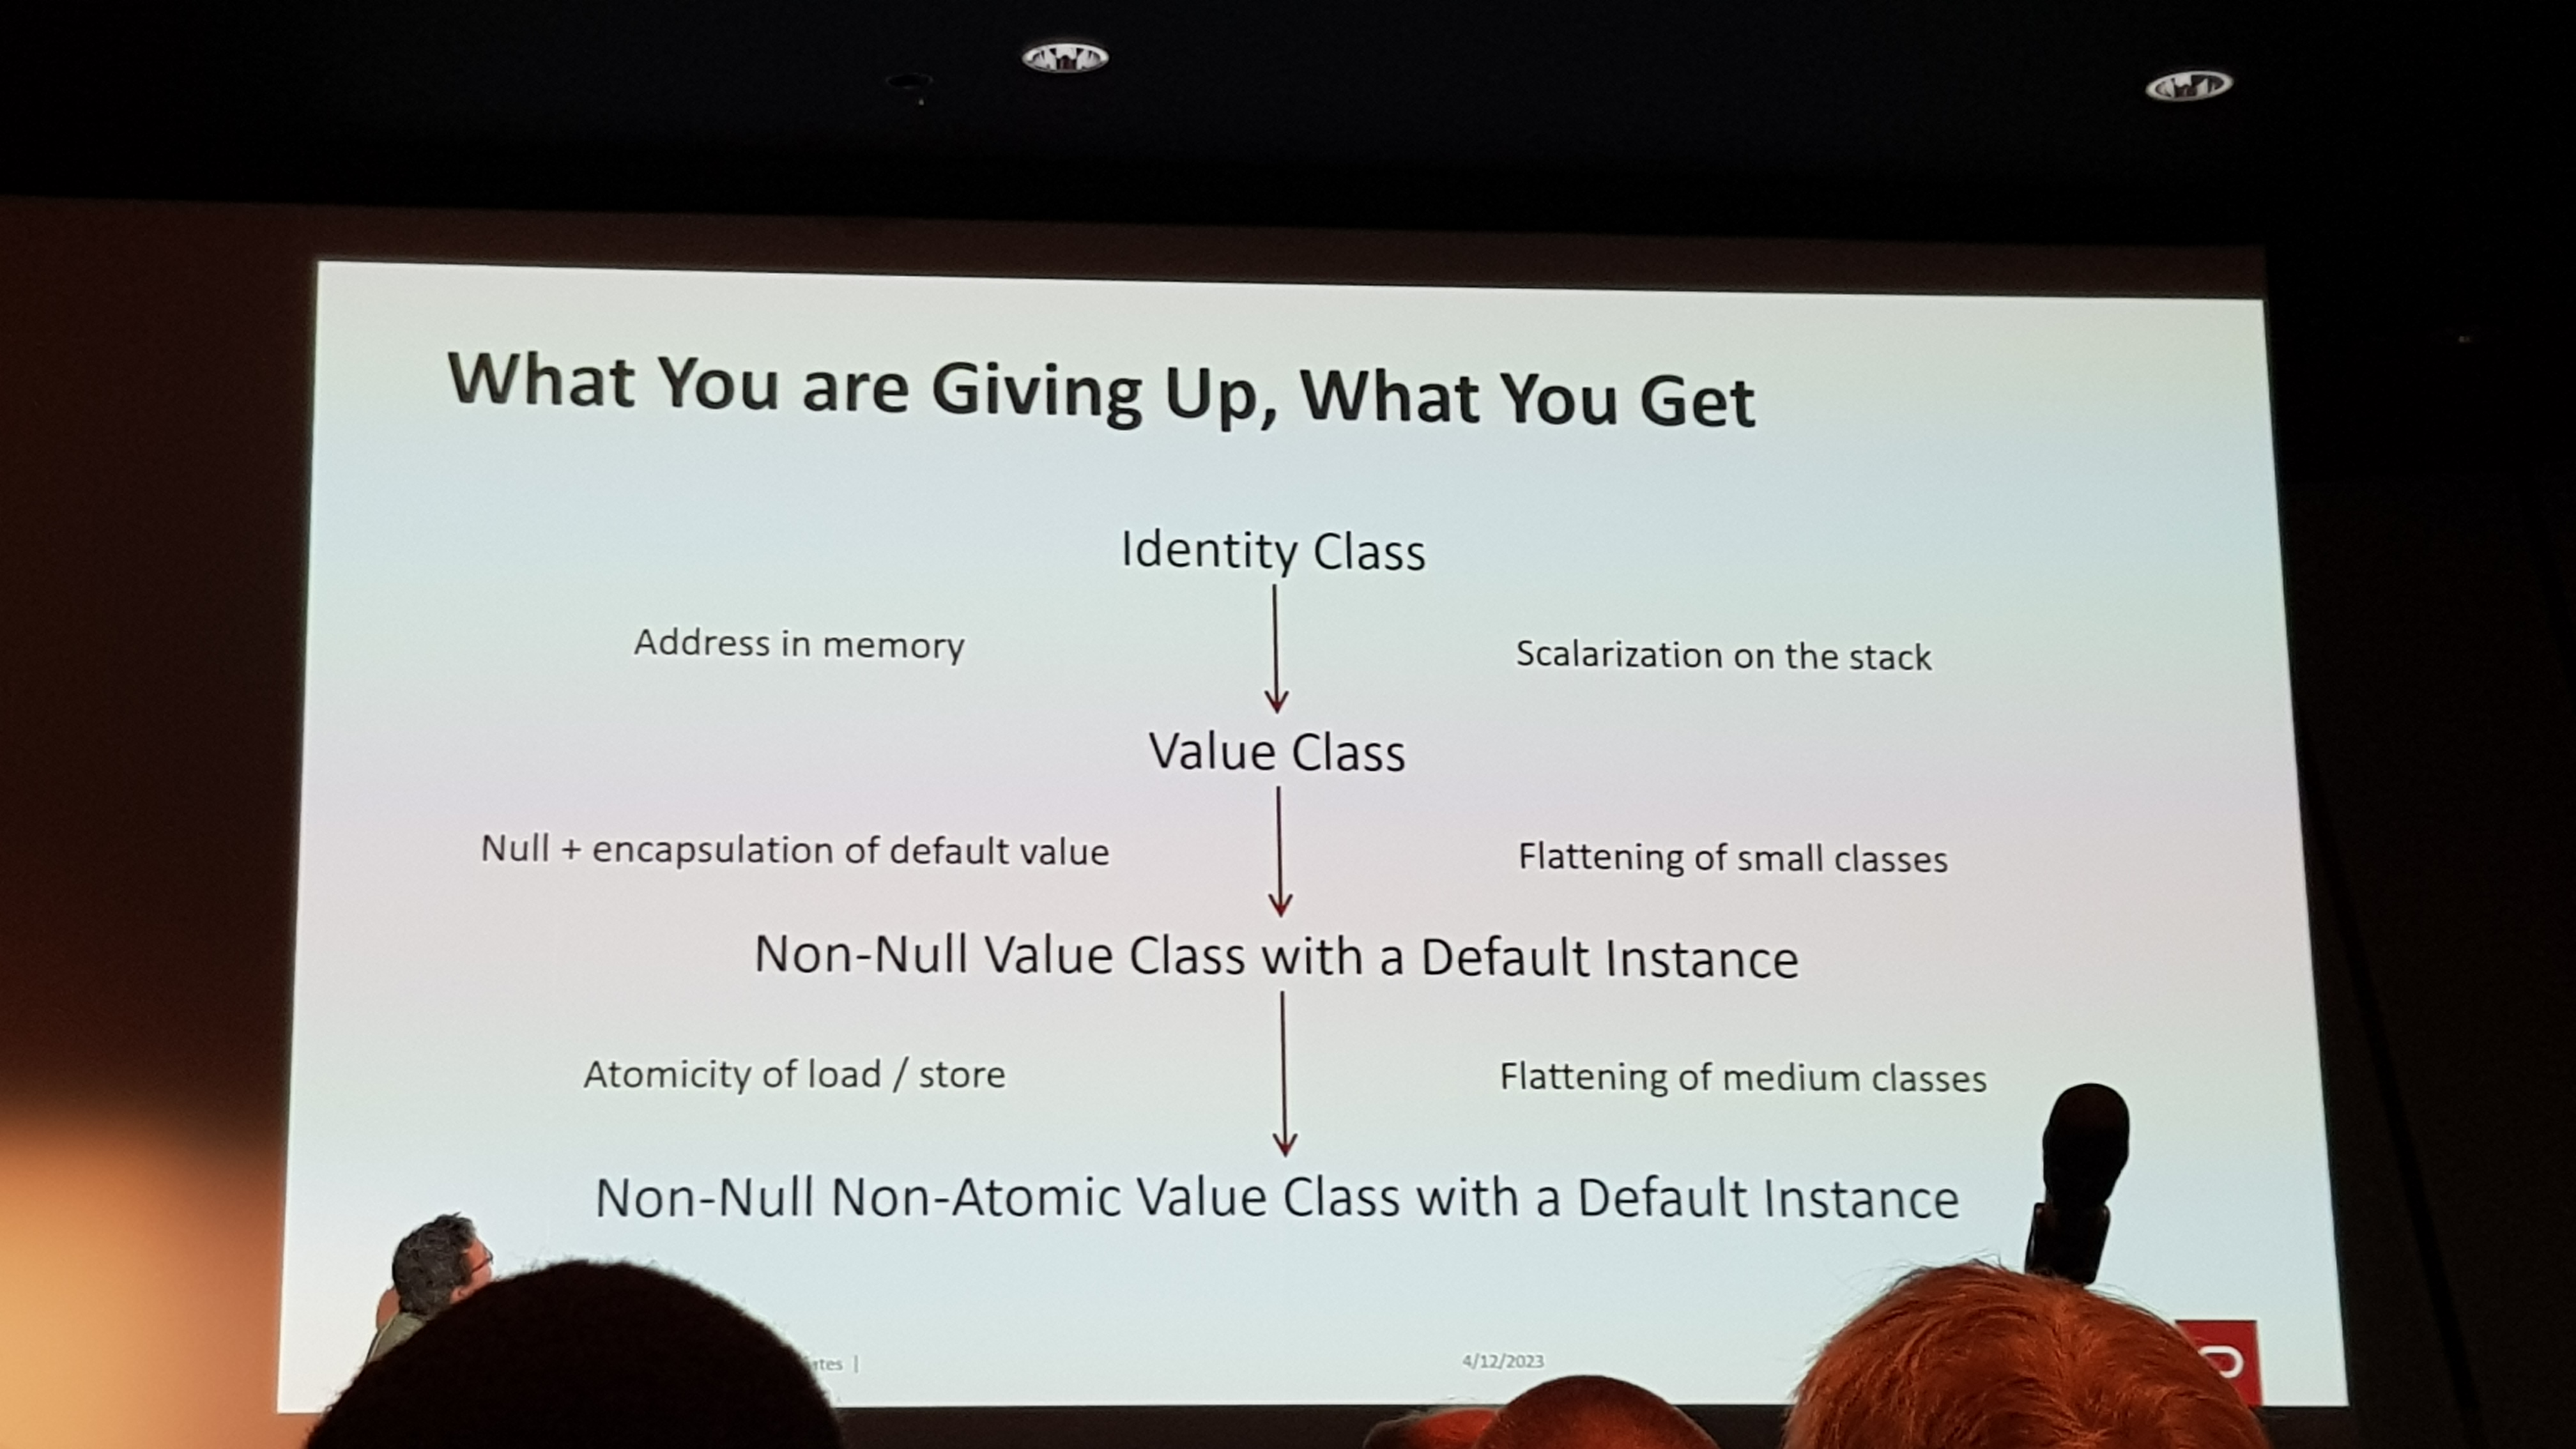 What You are Giving Up, What You Get
Identity Class
Address in memory
Scalarization on the stack
Value Class
Null + encapsulation of default value
Flattening of small classes
Non-Null Value Class with a Default Instance
Atomicity of load / store
Flattening of medium classes
Non-Null Non-Atomic Value Class with a Default Instance
4/12/2023